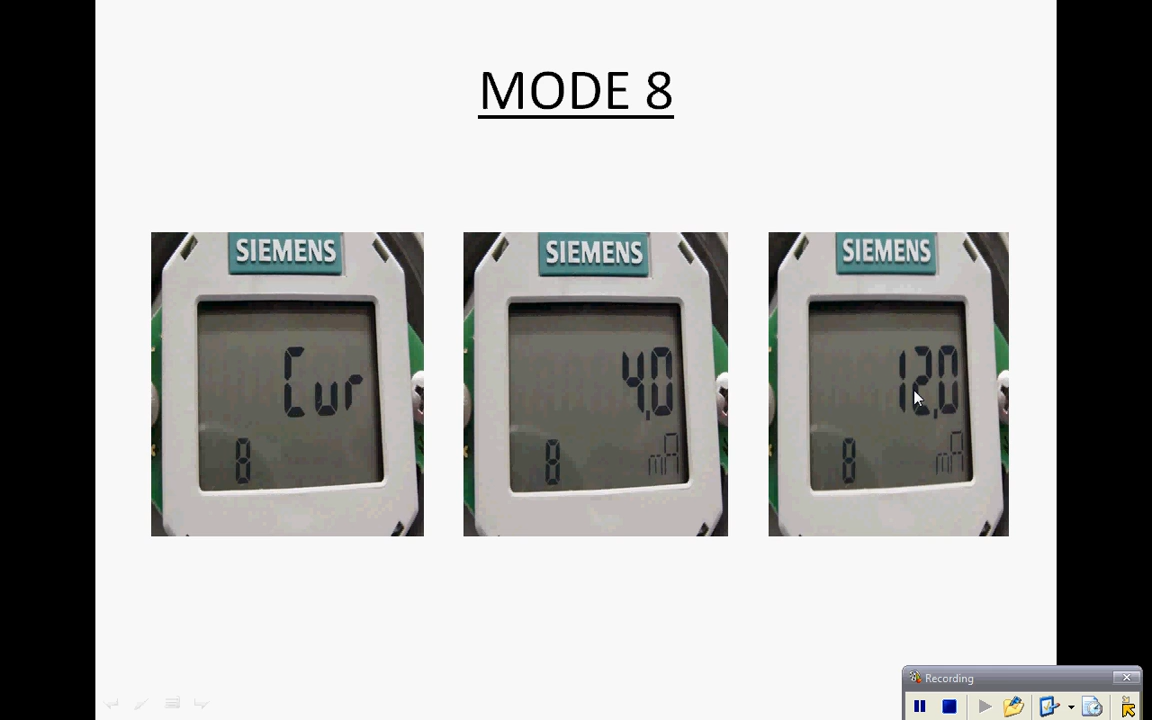 MODE 8
SIEMENS
Cur
8
SIEMENS
4,0
8 mA
SIEMENS
12,0
8 mA
Recording